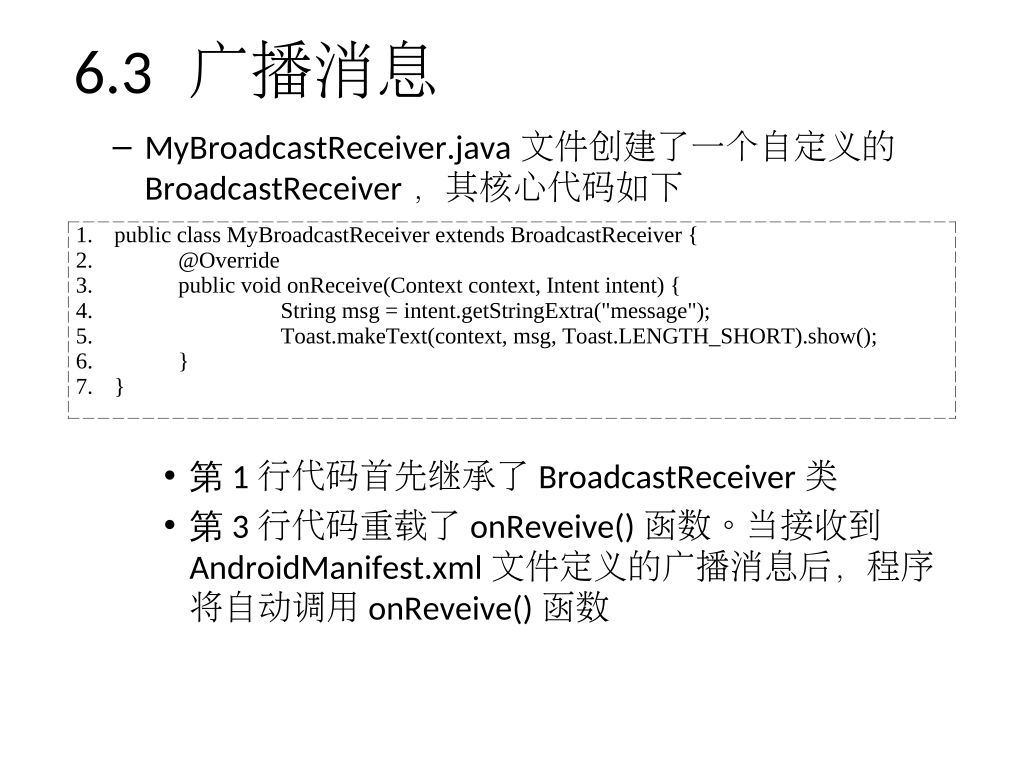 6.3 广播消息
– MyBroadcastReceiver.java 文件创建了一个自定义的
BroadcastReceiver ，其核心代码如下
1. public class MyBroadcastReceiver extends BroadcastReceiver {
2. @Override
3. public void onReceive(Context context, Intent intent) {
4. String msg = intent.getStringExtra("message");
5. Toast.makeText(context, msg, Toast.LENGTH_SHORT).show();
6. }
7. }
• 第 1 行代码首先继承了 BroadcastReceiver 类
• 第 3 行代码重载了 onReveive() 函数。当接收到
AndroidManifest.xml 文件定义的广播消息后，程序
将自动调用 onReveive() 函数